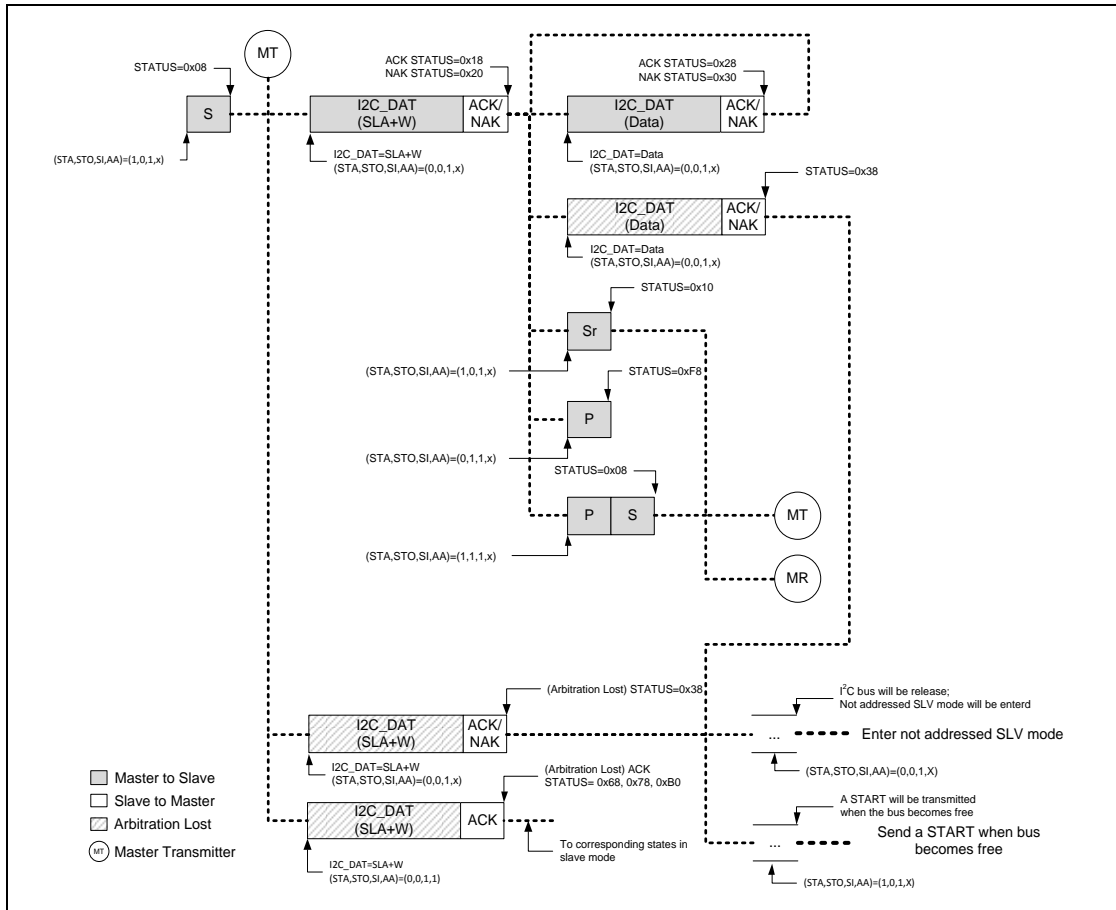 MT
STATUS=0x08
ACK STATUS=0x18
NAK STATUS=0x20
ACK STATUS=0x28
NAK STATUS=0x30
S
I2C_DAT
(SLA+W)
ACK/
NAK
I2C_DAT
(Data)
ACK/
NAK
(STA,STO,SI,AA)=(1,0,1,x)
I2C_DAT=SLA+W
(STA,STO,SI,AA)=(0,0,1,x)
I2C_DAT=Data
(STA,STO,SI,AA)=(0,0,1,x)
STATUS=0x38
I2C_DAT
(Data)
ACK/
NAK
I2C_DAT=Data
(STA,STO,SI,AA)=(0,0,1,x)
STATUS=0x10
Sr
(STA,STO,SI,AA)=(1,0,1,x)
STATUS=0xF8
P
(STA,STO,SI,AA)=(0,1,1,x)
STATUS=0x08
P
S
MT
(STA,STO,SI,AA)=(1,1,1,x)
MR
(Arbitration Lost) STATUS=0x38
I2C_DAT
(SLA+W)
ACK/
NAK
I2C_DAT=SLA+W
(STA,STO,SI,AA)=(0,0,1,x)
I²C bus will be release;
Not addressed SLV mode will be enterd
...
Enter not addressed SLV mode
(STA,STO,SI,AA)=(0,0,1,X)
(Arbitration Lost) ACK
STATUS= 0x68, 0x78, 0xB0
I2C_DAT
(SLA+W)
ACK
I2C_DAT=SLA+W
(STA,STO,SI,AA)=(0,0,1,1)
To corresponding states in
slave mode
A START will be transmitted
when the bus becomes free
...
Send a START when bus
becomes free
(STA,STO,SI,AA)=(1,0,1,X)
Master to Slave
Slave to Master
Arbitration Lost
MT
Master Transmitter